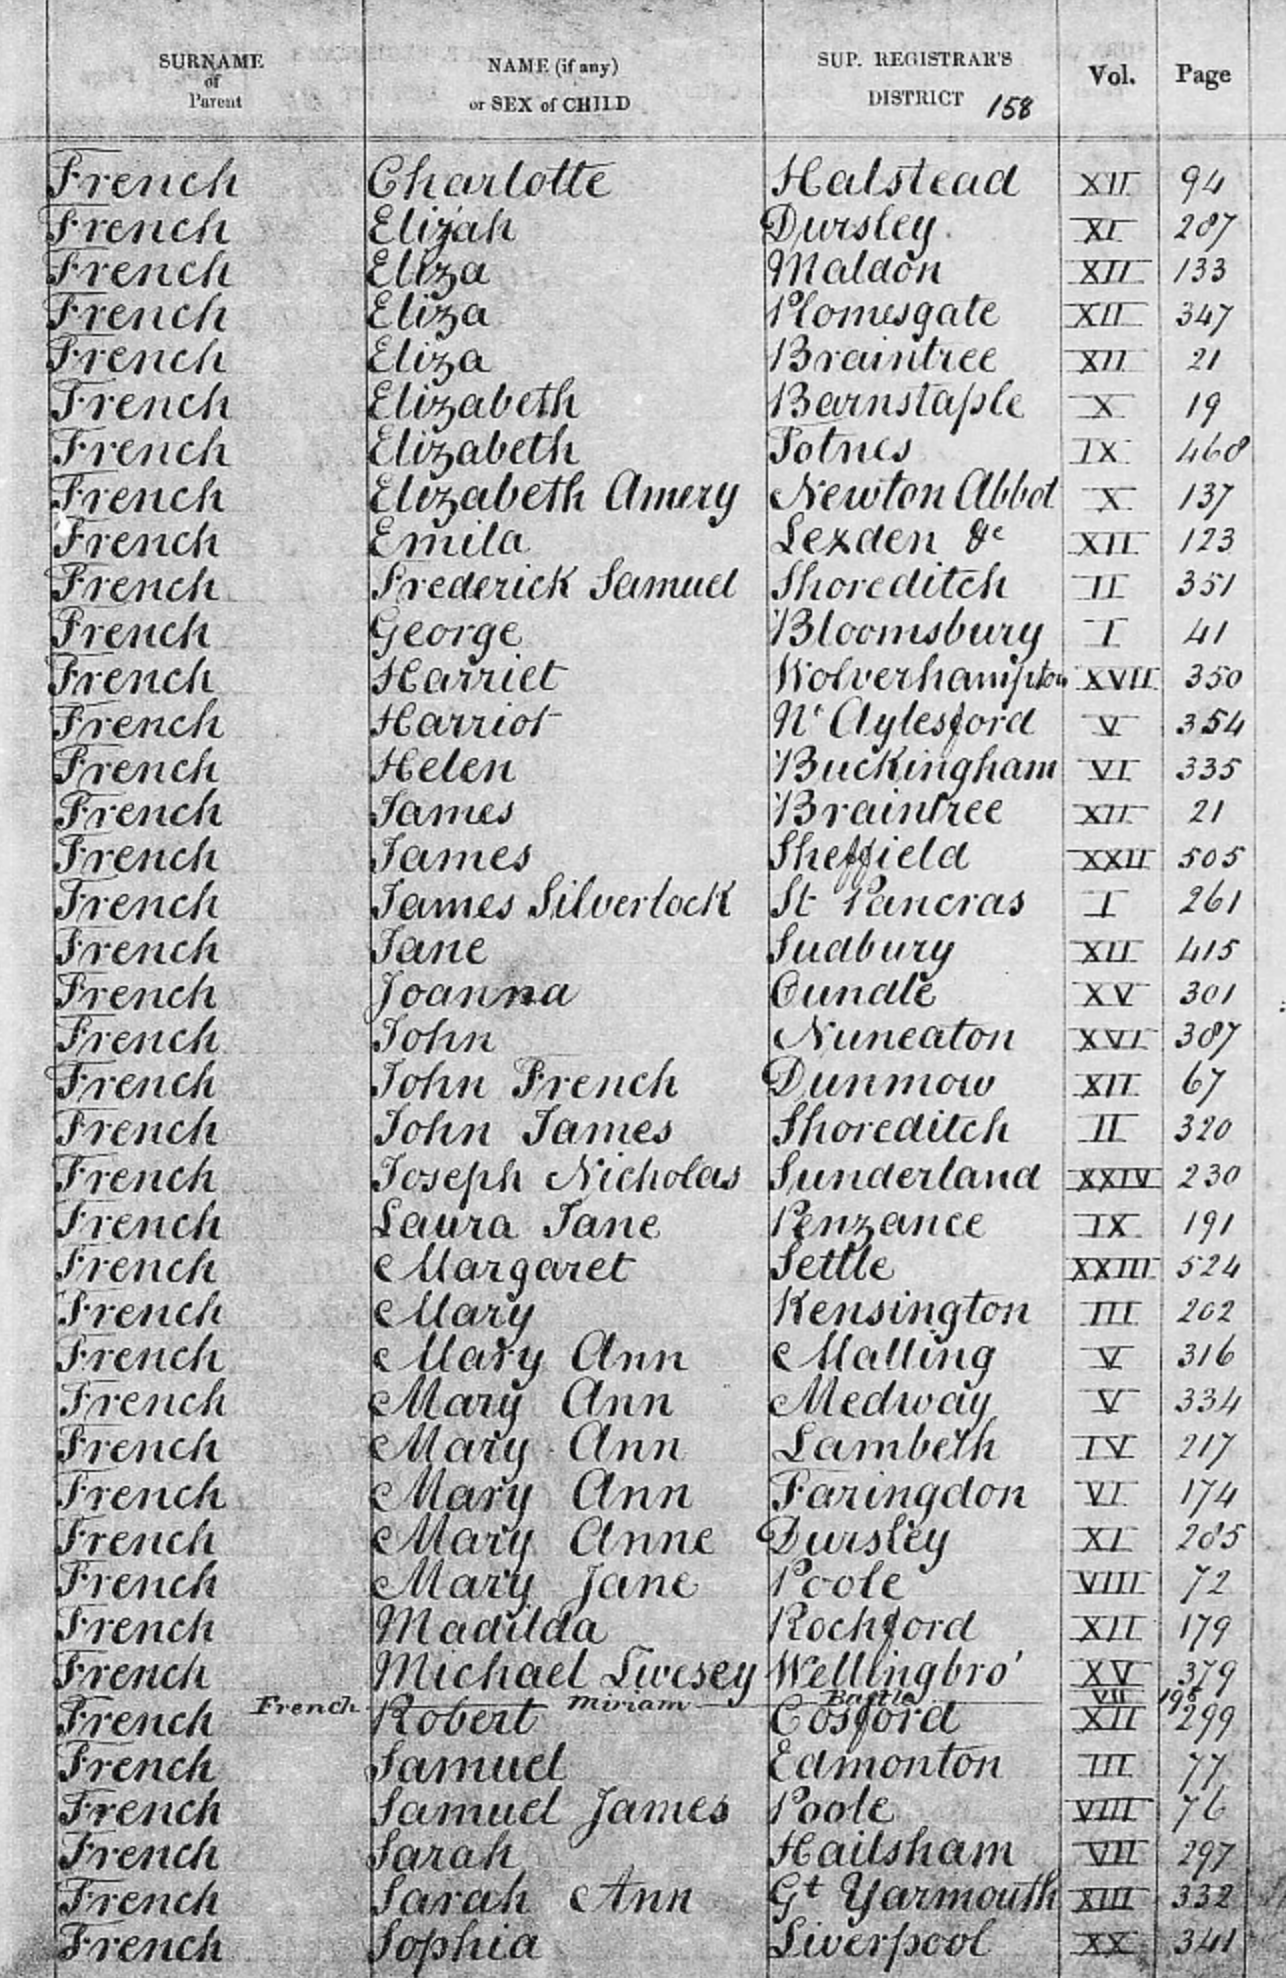 SURNAME of Parent NAME (if any) or SEX of CHILD SUP. REGISTRAR'S DISTRICT 158 Vol. Page
French Charlotte Halstead XII 94
French Elijah Dursley XI 287
French Eliza Maldon XII 133
French Eliza Plomesgate XII 347
French Eliza Braintree XII 21
French Elizabeth Barnstaple X 19
French Elizabeth Totnes IX 468
French Elizabeth Amery Newton Abbot X 137
French Emila Lexden &c XII 123
French Frederick Samuel Shoreditch II 351
French George Bloomsbury I 41
French Harriet Wolverhampton XVII 350
French Harriot Nt Aylesford V 354
French Helen Buckingham VI 335
French James Braintree XII 21
French James Sheffield XXII 505
French James Silverlock St Pancras I 261
French Jane Sudbury XII 415
French Joanna Oundle XV 301
French John Nuneaton XVI 387
French John French Dunmow XII 67
French John James Shoreditch II 320
French Joseph Nicholas Sunderland XXIV 230
French Laura Jane Penzance IX 191
French Margaret Settle XXIII 524
French Mary Kensington III 202
French Mary Ann Malling V 316
French Mary Ann Medway V 334
French Mary Ann Lambeth IV 217
French Mary Ann Faringdon VI 174
French Mary Anne Dursley XI 285
French Mary Jane Poole VIII 72
French Madilda Rochford XII 179
French Michael Livesey Wellingbro' XV 379
French Miriam Battle VII 198
French Robert Cosford XII 299
French Samuel Edmonton III 77
French Samuel James Poole VIII 76
French Sarah Hailsham VII 297
French Sarah Ann Gt Yarmouth XIII 332
French Sophia Liverpool XX 341